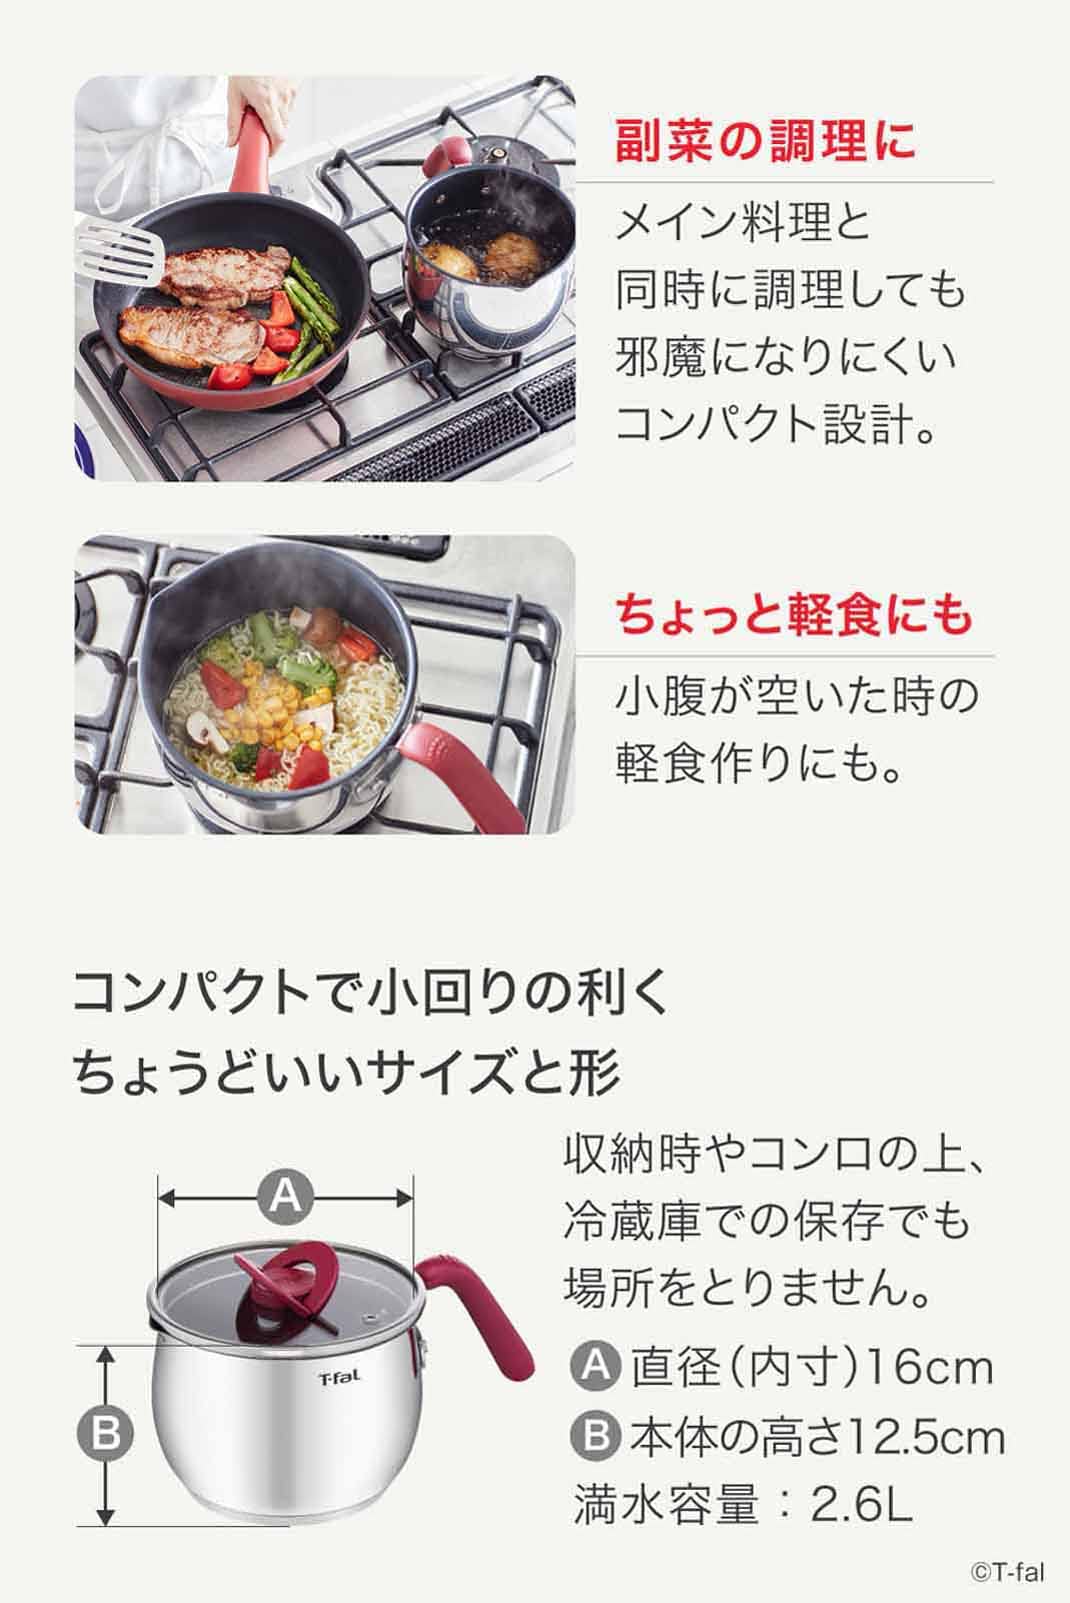 副菜の調理に
メイン料理と
同時に調理しても
邪魔になりにくい
コンパクト設計。
ちょっと軽食にも
小腹が空いた時の
軽食作りにも。
コンパクトで小回りの利く
ちょうどいいサイズと形
収納時やコンロの上、
冷蔵庫での保存でも
場所をとりません。
A
B
T-fal
A 直径(内寸)16cm
B 本体の高さ12.5cm
満水容量：2.6L
©T-fal